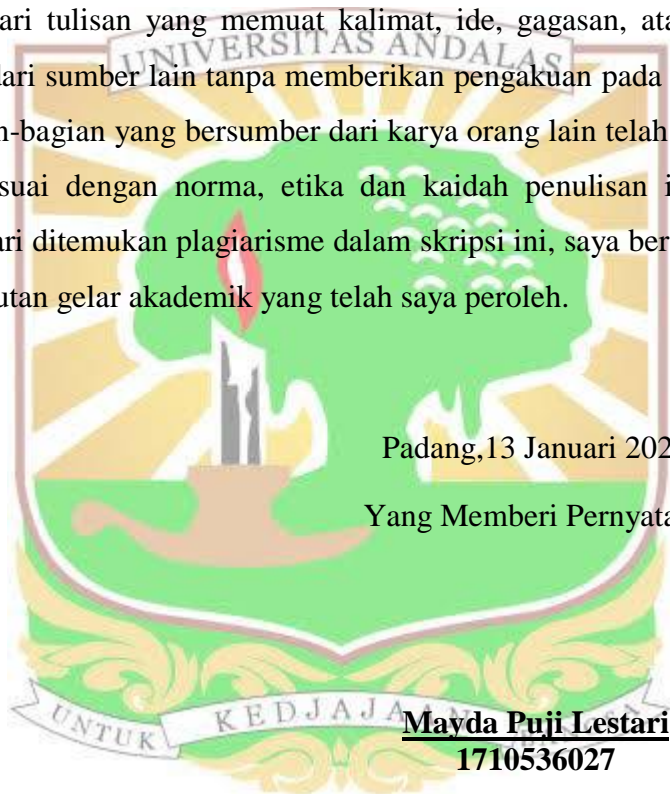 ari tulisan yang memuat kalimat, ide, gagasan, ata
UNIVERSITAS ANDALAS
dari sumber lain tanpa memberikan pengakuan pada
n-bagian yang bersumber dari karya orang lain telah
suai dengan norma, etika dan kaidah penulisan i
ari ditemukan plagiarisme dalam skripsi ini, saya ber
utan gelar akademik yang telah saya peroleh.
Padang,13 Januari 202
Yang Memberi Pernyata
UNTUK KEDJAJAAN
Mayda Puji Lestari
1710536027